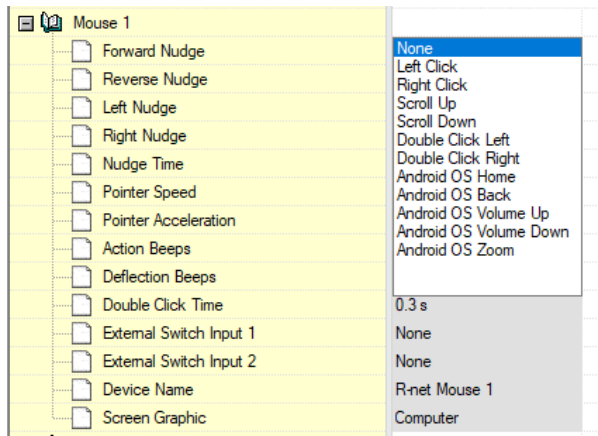 Mouse 1
Forward Nudge
None
Left Click
Reverse Nudge
Right Click
Left Nudge
Scroll Up
Scroll Down
Right Nudge
Double Click Left
Double Click Right
Nudge Time
Android OS Home
Pointer Speed
Android OS Back
Android OS Volume Up
Pointer Acceleration
Android OS Volume Down
Action Beeps
Android OS Zoom
Deflection Beeps
Double Click Time 0.3 s
External Switch Input 1 None
External Switch Input 2 None
Device Name R-net Mouse 1
Screen Graphic Computer